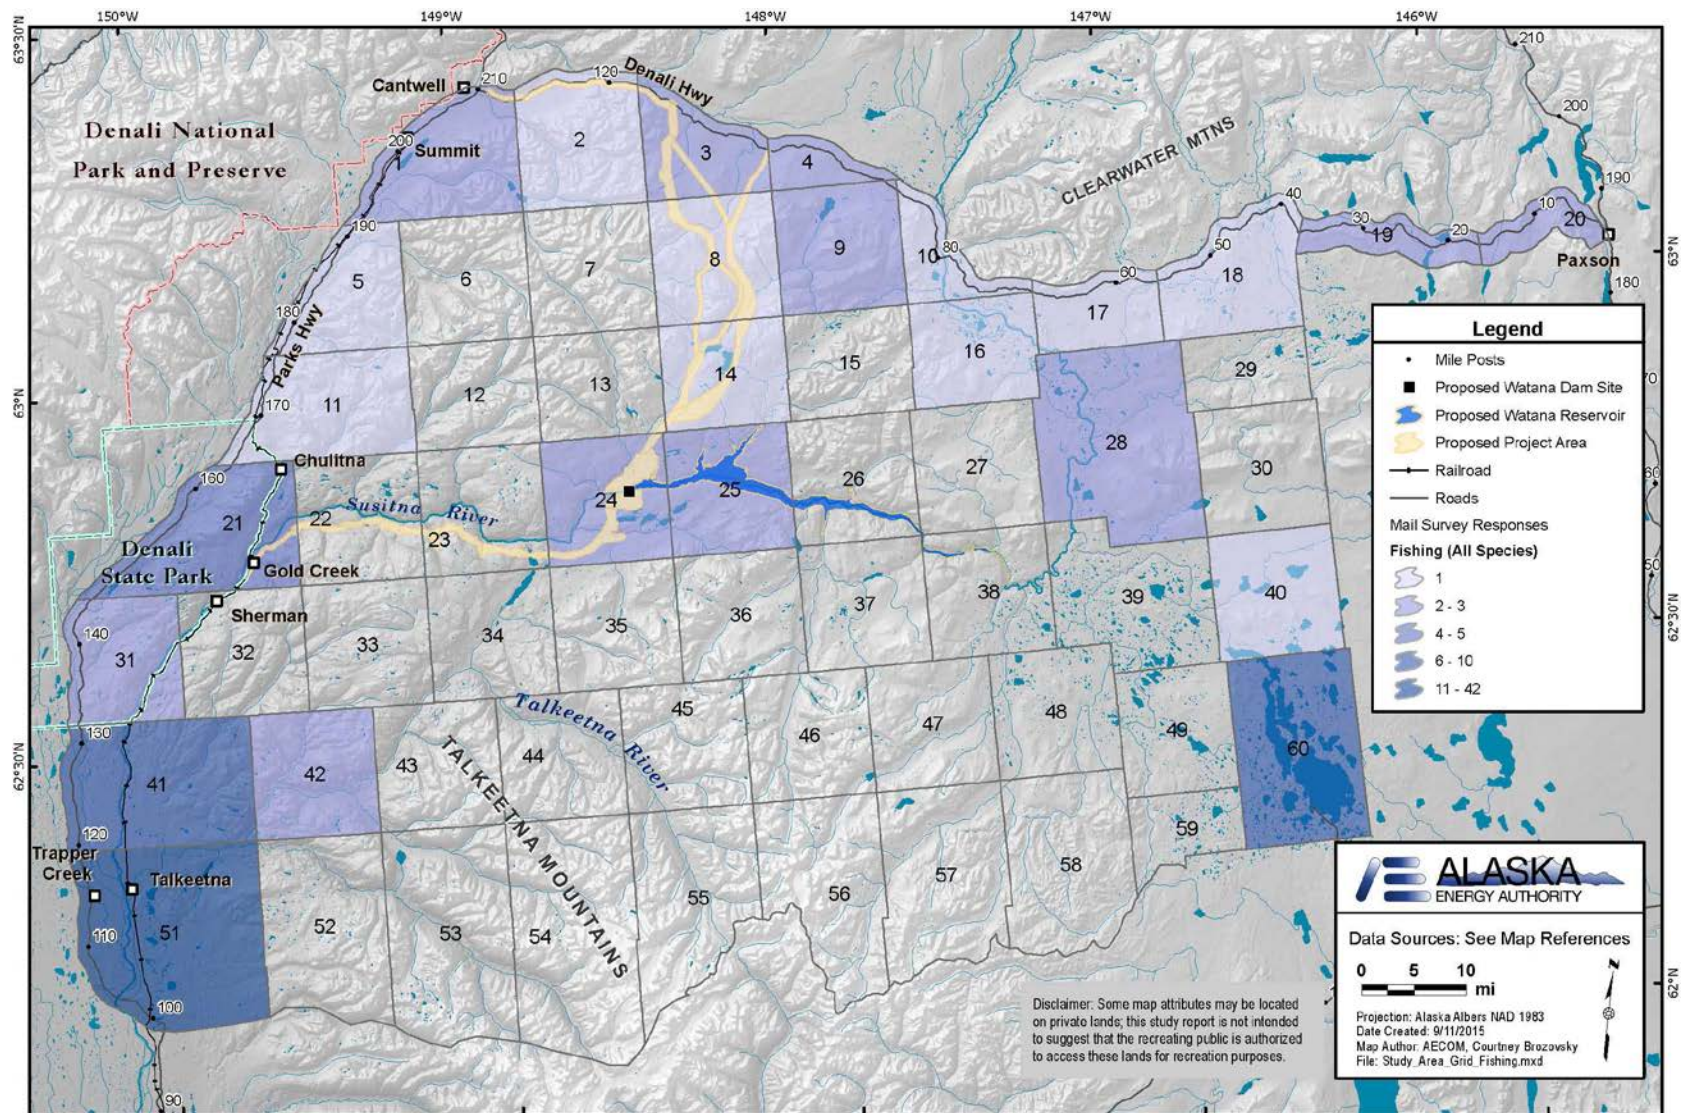 150°W
149°W
148°W
147°W
146°W
63°30'N
63°N
62°30'N
63°N
62°30'N
62°N
Denali National
Park and Preserve
Cantwell
210
120
Denali Hwy
200
Summit
190
180
Parks Hwy
170
160
Chulitna
Gold Creek
Sherman
Denali
State Park
140
130
120
Trapper
Creek
Talkeetna
110
100
90
Susitna River
Talkeetna River
TALKEETNA MOUNTAINS
CLEARWATER MTNS
80
60
50
40
30
20
10
Paxson
210
200
190
180
2
3
4
5
6
7
8
9
10
11
12
13
14
15
16
17
18
19
20
21
22
23
24
25
26
27
28
29
30
31
32
33
34
35
36
37
38
39
40
41
42
43
44
45
46
47
48
49
51
52
53
54
55
56
57
58
59
60
Legend
Mile Posts
Proposed Watana Dam Site
Proposed Watana Reservoir
Proposed Project Area
Railroad
Roads
Mail Survey Responses
Fishing (All Species)
1
2 - 3
4 - 5
6 - 10
11 - 42
ALASKA
ENERGY AUTHORITY
Data Sources: See Map References
0 5 10
mi
N
Projection: Alaska Albers NAD 1983
Date Created: 9/11/2015
Map Author: AECOM, Courtney Brozovsky
File: Study_Area_Grid_Fishing.mxd
Disclaimer: Some map attributes may be located
on private lands; this study report is not intended
to suggest that the recreating public is authorized
to access these lands for recreation purposes.